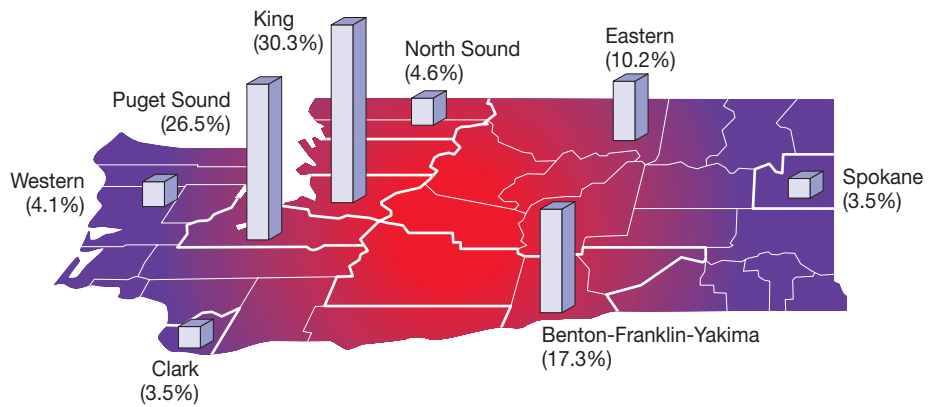 King
(30.3%)
North Sound
(4.6%)
Eastern
(10.2%)
Puget Sound
(26.5%)
Western
(4.1%)
Spokane
(3.5%)
Benton-Franklin-Yakima
(17.3%)
Clark
(3.5%)